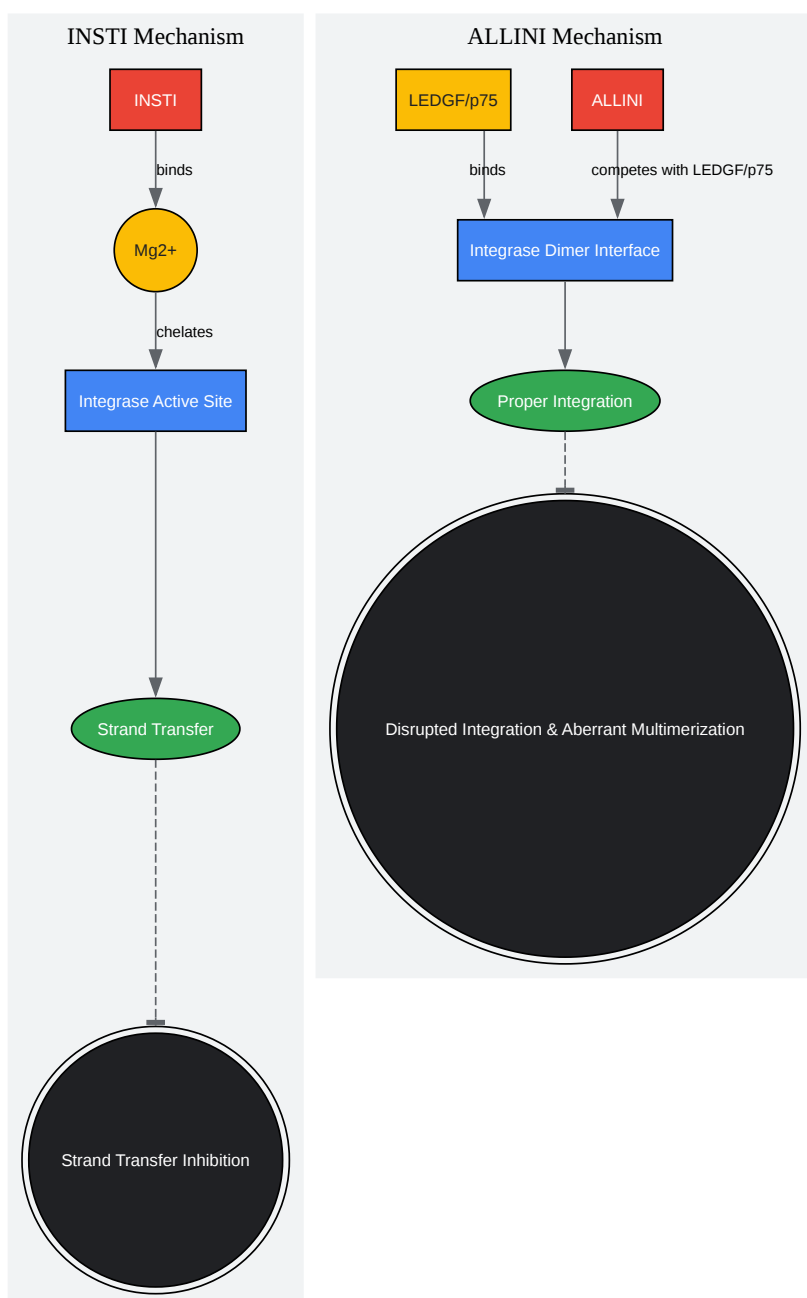 INSTI Mechanism
INSTI
binds
Mg2+
chelates
Integrase Active Site
Strand Transfer
Strand Transfer Inhibition
ALLINI Mechanism
LEDGF/p75
ALLINI
binds
competes with LEDGF/p75
Integrase Dimer Interface
Proper Integration
Disrupted Integration & Aberrant Multimerization